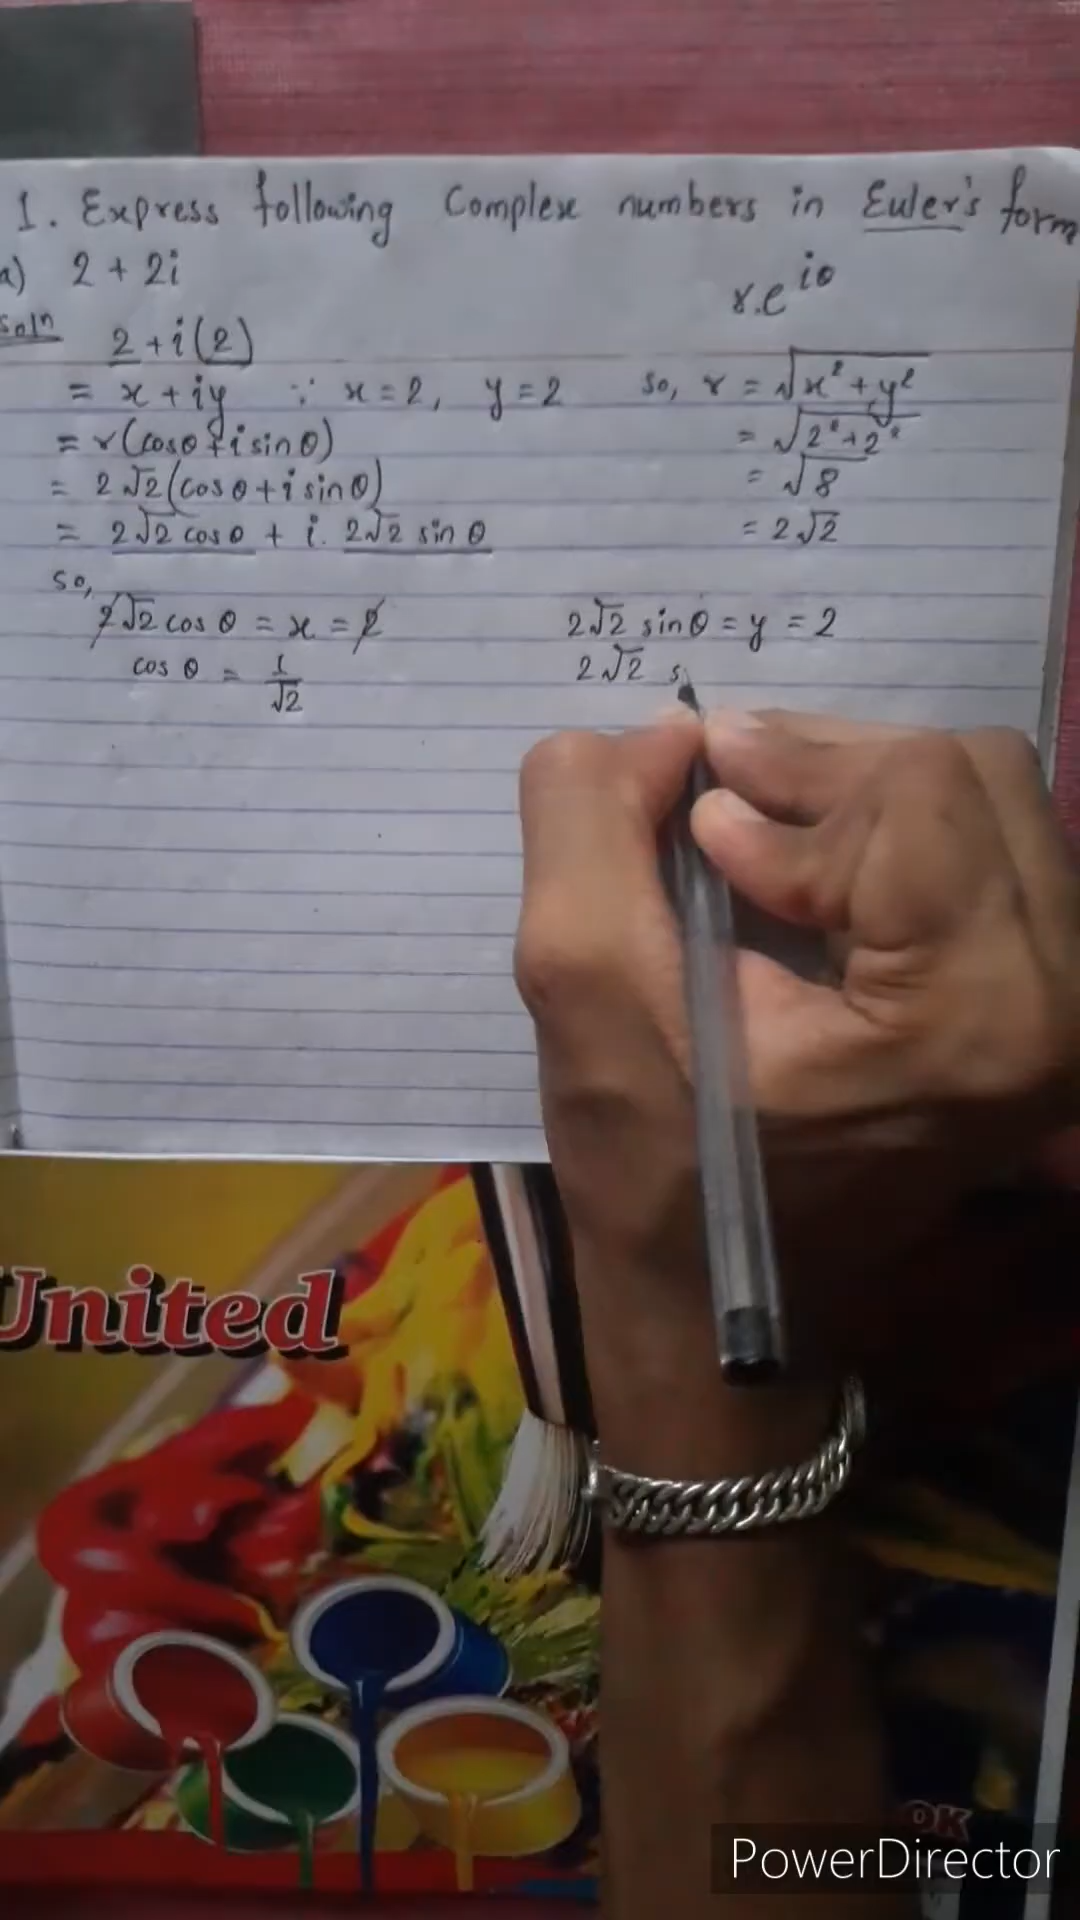 1. Express following Complex numbers in Euler's form
a) 2 + 2i
r.e^iθ
Soln
2 + i(2)
= x + iy ∵ x = 2, y = 2
so, r = √x² + y²
= r(cosθ + i sinθ)
= √2² + 2²
= 2√2(cosθ + i sinθ)
= √8
= 2√2 cosθ + i. 2√2 sinθ
= 2√2
so,
2√2 cosθ = x = 2
2√2 sinθ = y = 2
cosθ = 1/√2
2√2 s
United
OK
PowerDirector